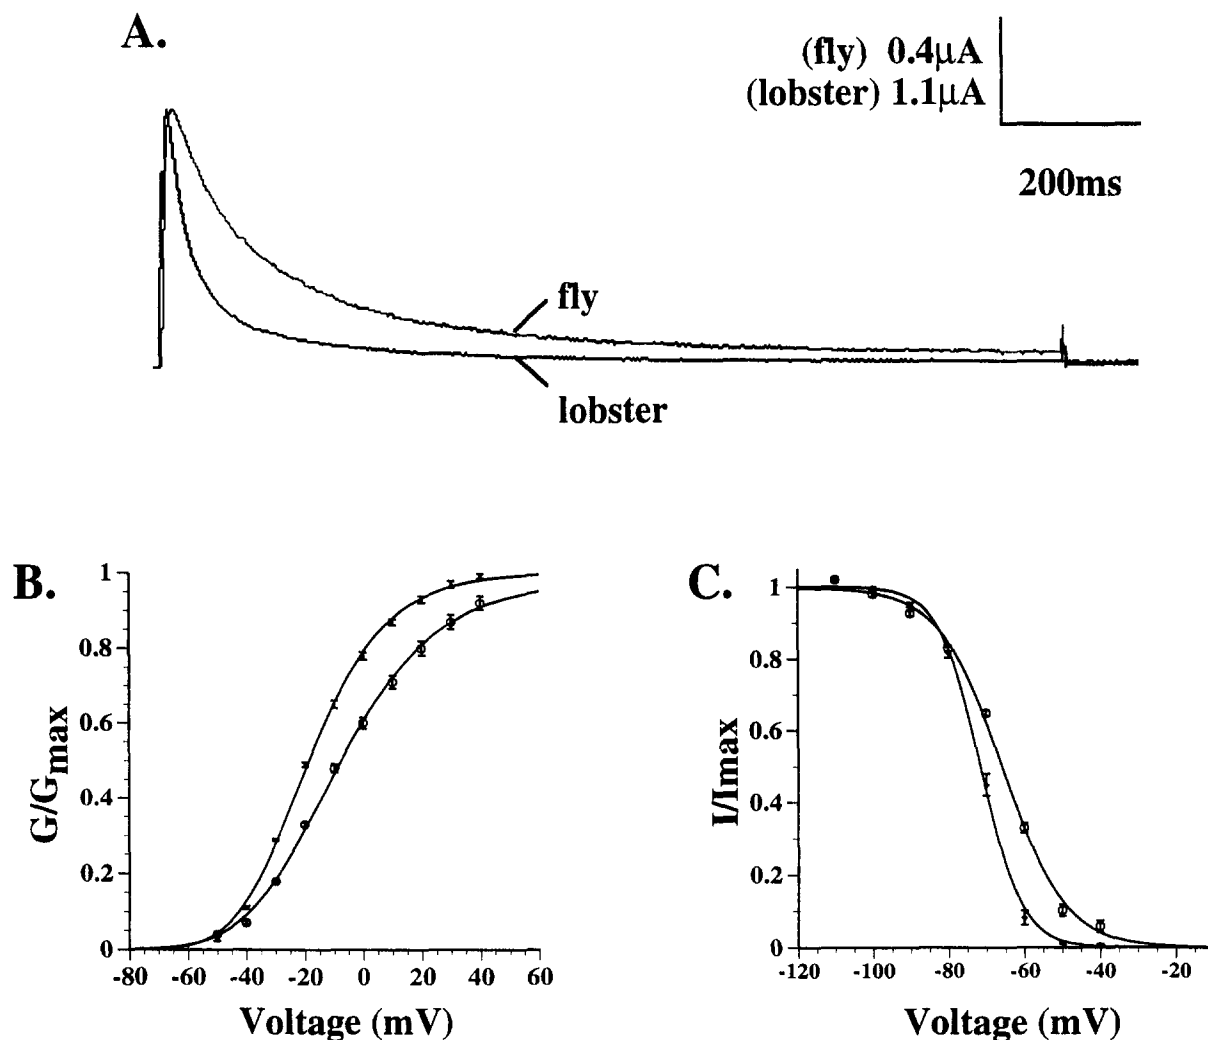 A.
(fly) 0.4μA
(lobster) 1.1μA
200ms
fly
lobster
B.
G/Gmax
1
0.8
0.6
0.4
0.2
0
-80 -60 -40 -20 0 20 40 60
Voltage (mV)
C.
I/Imax
1
0.8
0.6
0.4
0.2
0
-120 -100 -80 -60 -40 -20
Voltage (mV)